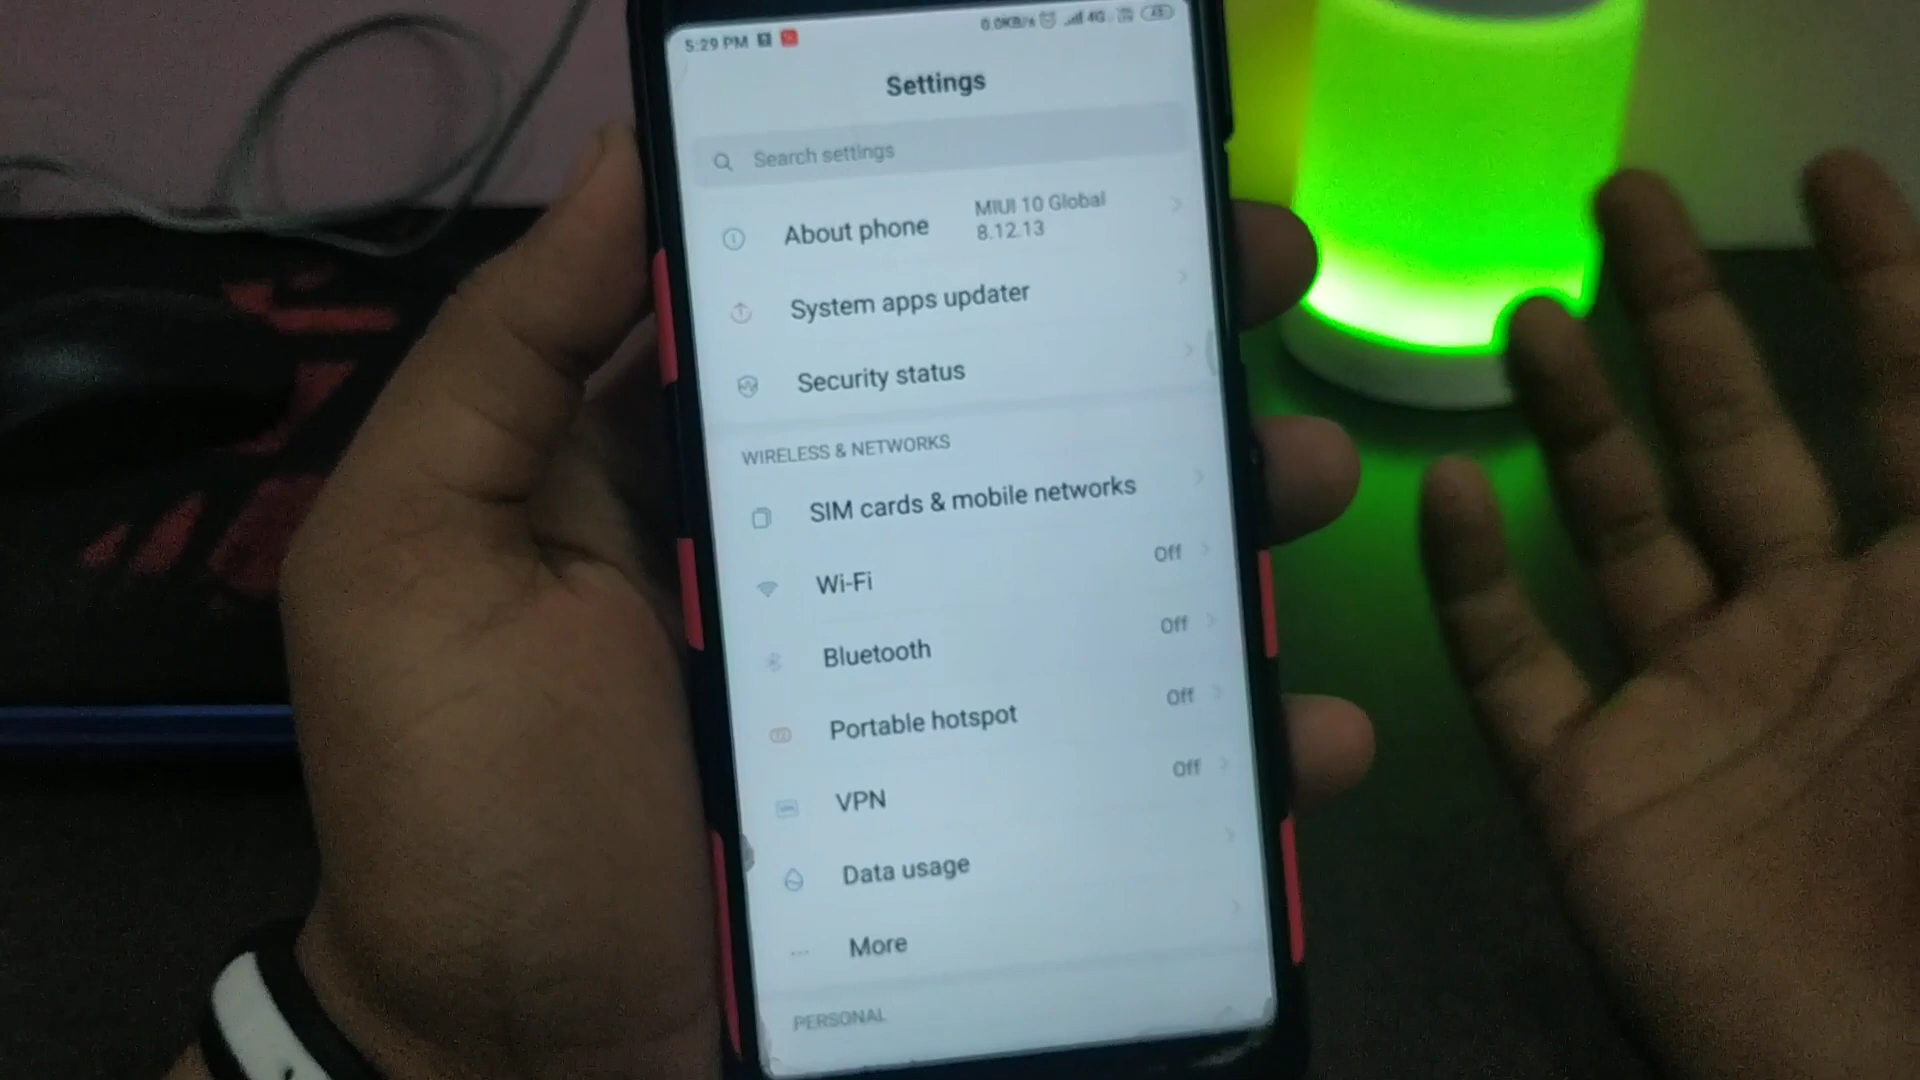 5:29 PM
0.0KB/s 4G
Settings
Search settings
About phone
MIUI 10 Global
8.12.13
System apps updater
Security status
WIRELESS & NETWORKS
SIM cards & mobile networks
Wi-Fi
Off
Bluetooth
Off
Portable hotspot
Off
VPN
Off
Data usage
More
PERSONAL